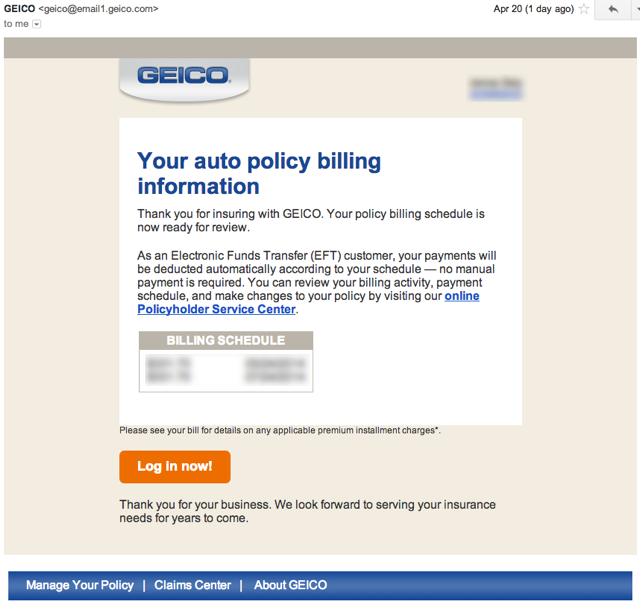 GEICO <geico@email1.geico.com>
Apr 20 (1 day ago)
to me
GEICO
Your auto policy billing
information
Thank you for insuring with GEICO. Your policy billing schedule is
now ready for review.
As an Electronic Funds Transfer (EFT) customer, your payments will
be deducted automatically according to your schedule — no manual
payment is required. You can review your billing activity, payment
schedule, and make changes to your policy by visiting our online
Policyholder Service Center.
BILLING SCHEDULE
Please see your bill for details on any applicable premium installment charges*.
Log in now!
Thank you for your business. We look forward to serving your insurance
needs for years to come.
Manage Your Policy | Claims Center | About GEICO